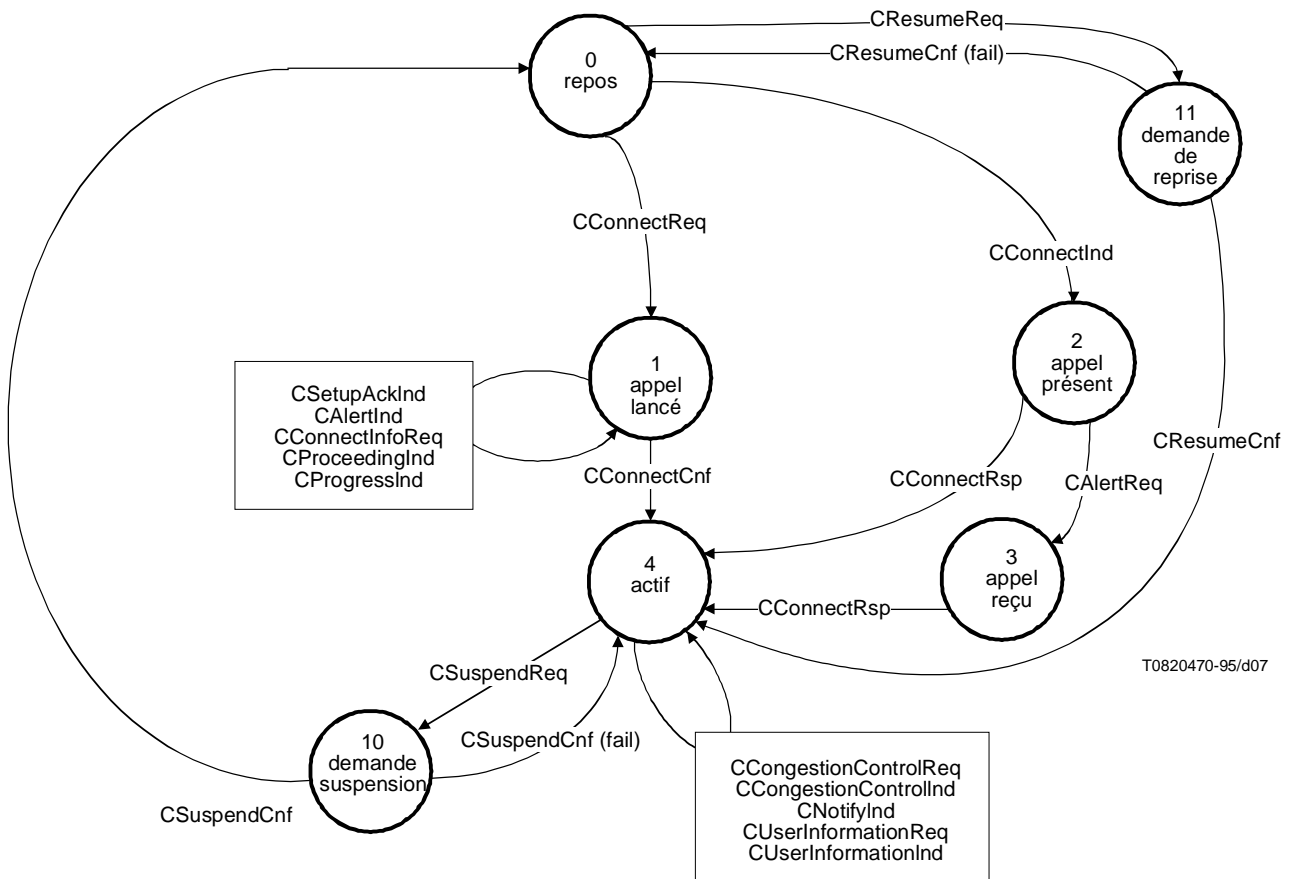 CResumeReq
0
repos
CResumeCnf (fail)
11
demande
de
reprise
CConnectReq
CConnectInd
1
appel
lancé
2
appel
présent
CSetupAckInd
CAlertInd
CConnectInfoReq
CProceedingInd
CProgressInd
CResumeCnf
CConnectCnf
CConnectRsp
CAlertReq
4
actif
3
appel
reçu
CConnectRsp
T0820470-95/d07
CSuspendReq
CSuspendCnf (fail)
10
demande
suspension
CSuspendCnf
CCongestionControlReq
CCongestionControlInd
CNotifyInd
CUserInformationReq
CUserInformationInd